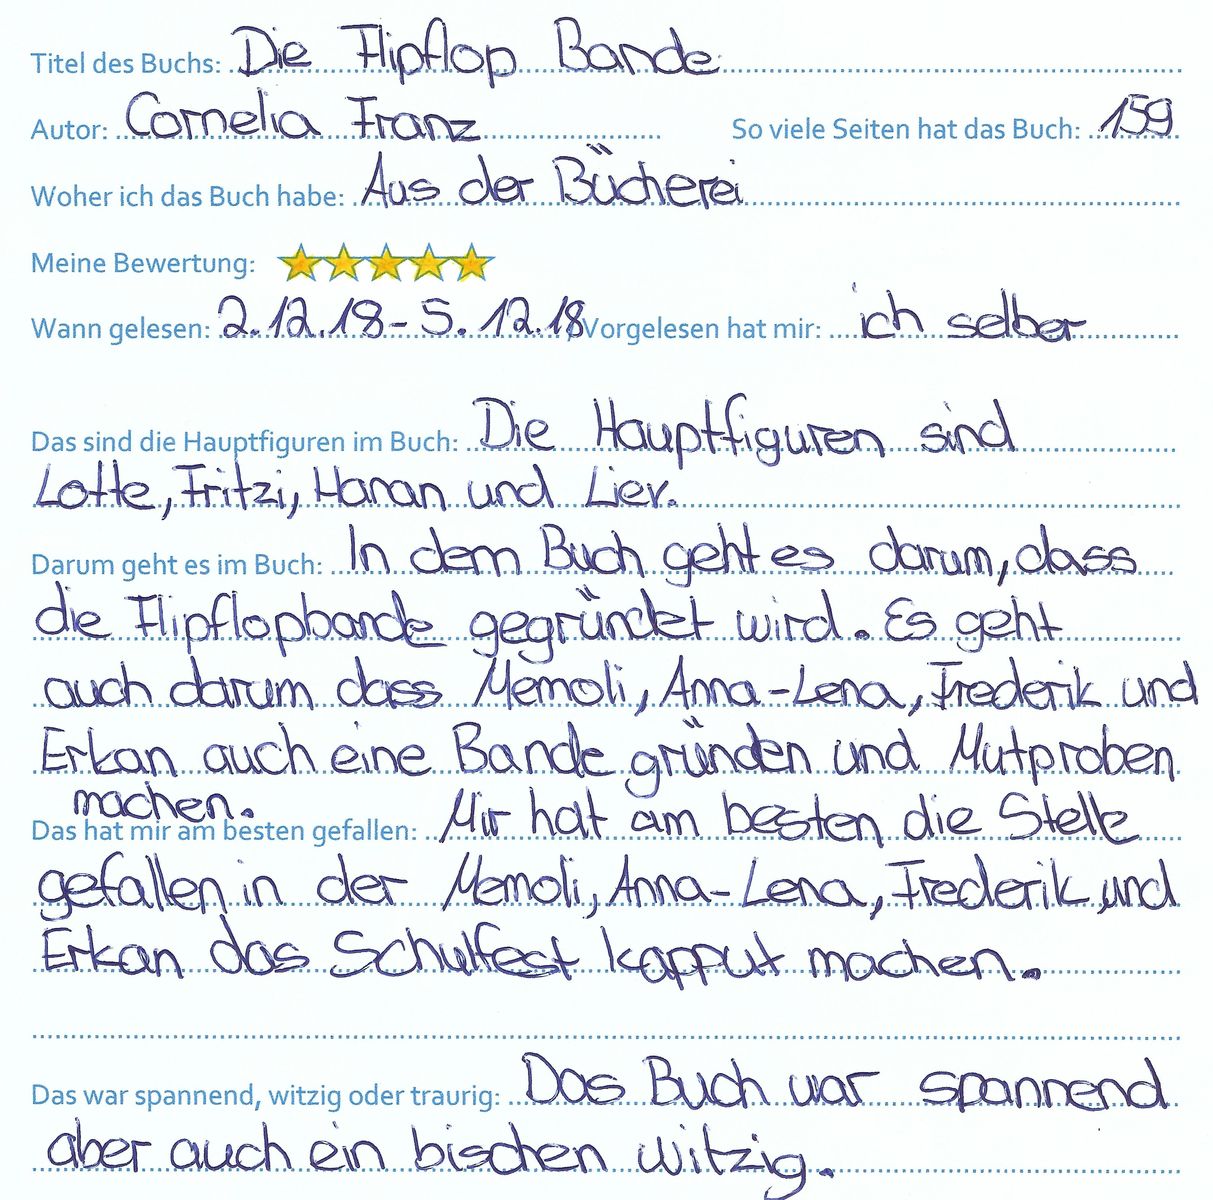 Titel des Buchs: Die Flipflop Bande
Autor: Cornelia Franz So viele Seiten hat das Buch: 159
Woher ich das Buch habe: Aus der Bücherei
Meine Bewertung:
Wann gelesen: 2.12.18-5.12.18 Vorgelesen hat mir: ich selber
Das sind die Hauptfiguren im Buch: Die Hauptfiguren sind
Lotte, Fritzi, Hanan und Liev.
Darum geht es im Buch: In dem Buch geht es darum, dass
die Flipflopbande gegründet wird. Es geht
auch darum dass Memoli, Anna-Lena, Frederik und
Erkan auch eine Bande gründen und Mutproben
machen.
Das hat mir am besten gefallen: Mir hat am besten die Stelle
gefallen in der Memoli, Anna-Lena, Frederik und
Erkan das Schulfest kapput machen.
Das war spannend, witzig oder traurig: Das Buch war spannend
aber auch ein bischen witzig.